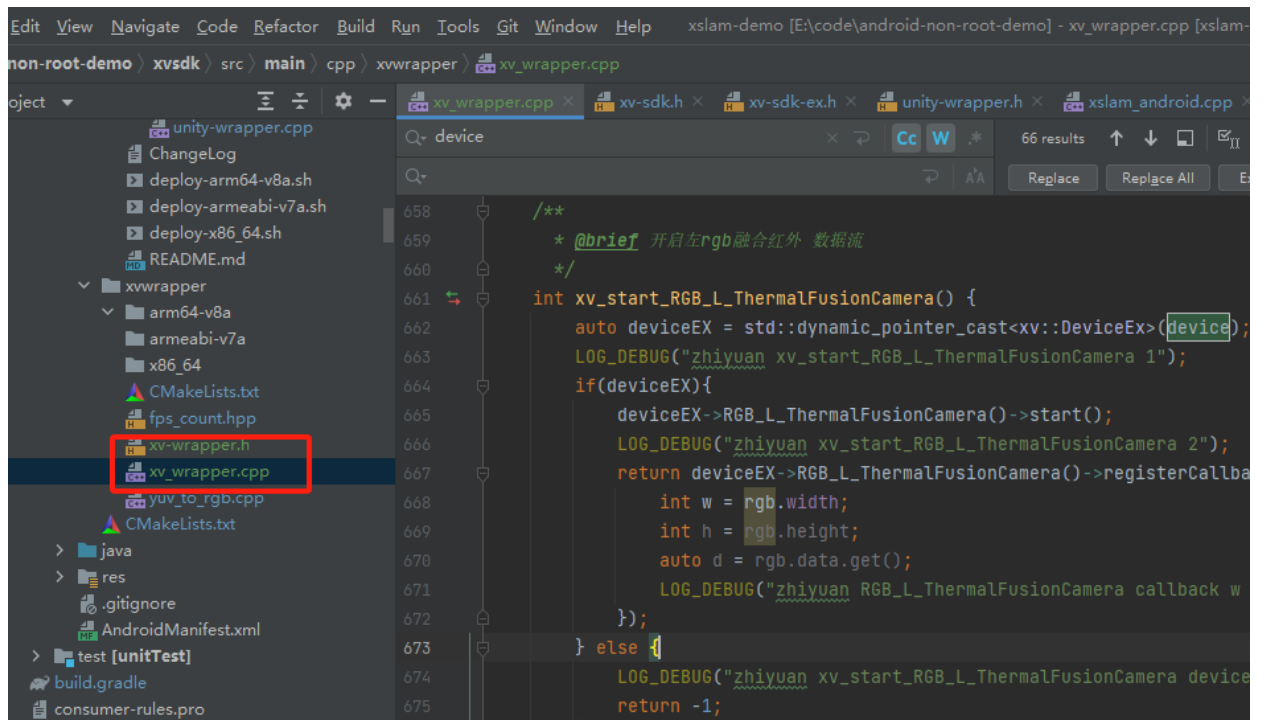 Edit View Navigate Code Refactor Build Run Tools Git Window Help xslam-demo [E:\code\android-non-root-demo] - xv_wrapper.cpp [xslam-
non-root-demo xvsdk src main cpp xvwrapper xv_wrapper.cpp
oject
xv_wrapper.cpp xv-sdk.h xv-sdk-ex.h unity-wrapper.h xslam_android.cpp
unity-wrapper.cpp
ChangeLog
deploy-arm64-v8a.sh
deploy-armeabi-v7a.sh
deploy-x86_64.sh
README.md
xvwrapper
arm64-v8a
armeabi-v7a
x86_64
CMakeLists.txt
fps_count.hpp
xv-wrapper.h
xv_wrapper.cpp
yuv_to_rgb.cpp
CMakeLists.txt
java
res
.gitignore
AndroidManifest.xml
test [unitTest]
build.gradle
consumer-rules.pro
device Cc W .* 66 results
Replace Replace All Ex
658 /**
659 * @brief 开启左rgb融合红外 数据流
660 */
661 int xv_start_RGB_L_ThermalFusionCamera() {
662 auto deviceEX = std::dynamic_pointer_cast<xv::DeviceEx>(device);
663 LOG_DEBUG("zhiyuan xv_start_RGB_L_ThermalFusionCamera 1");
664 if(deviceEX){
665 deviceEX->RGB_L_ThermalFusionCamera()->start();
666 LOG_DEBUG("zhiyuan xv_start_RGB_L_ThermalFusionCamera 2");
667 return deviceEX->RGB_L_ThermalFusionCamera()->registerCallba
668 int w = rgb.width;
669 int h = rgb.height;
670 auto d = rgb.data.get();
671 LOG_DEBUG("zhiyuan RGB_L_ThermalFusionCamera callback w
672 });
673 } else {
674 LOG_DEBUG("zhiyuan xv_start_RGB_L_ThermalFusionCamera device
675 return -1;